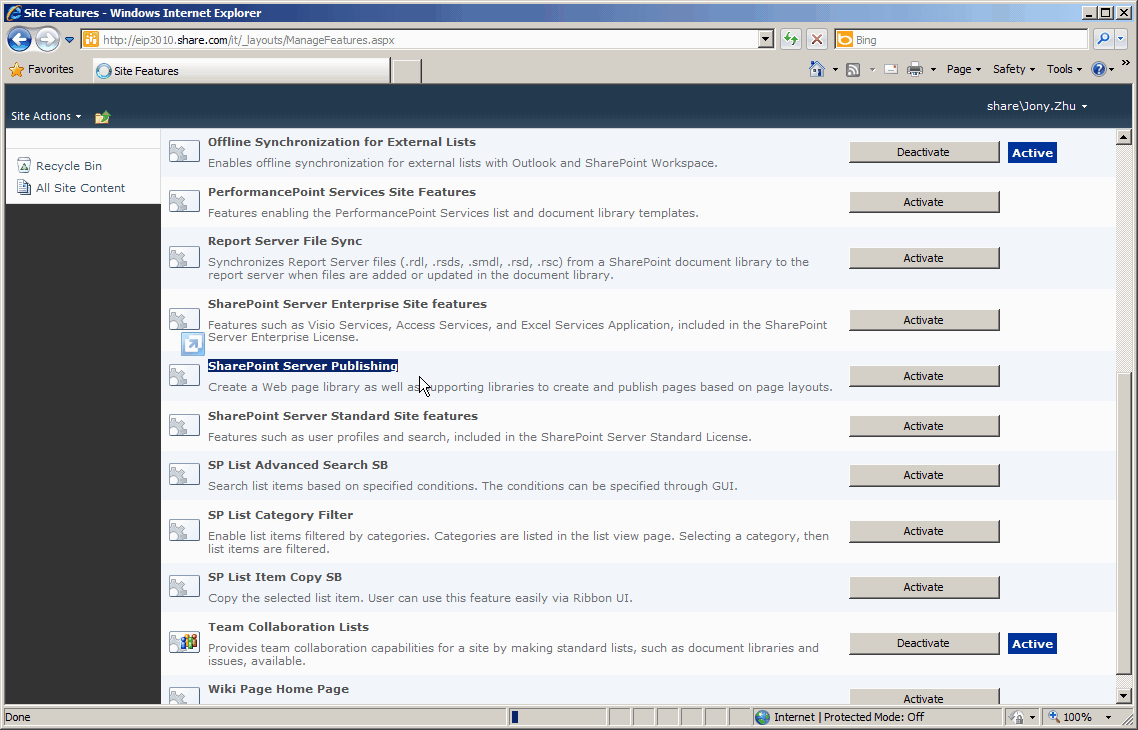 Site Features - Windows Internet Explorer
http://eip3010.share.com/it/_layouts/ManageFeatures.aspx
Bing
Favorites
Site Features
Page
Safety
Tools
Site Actions
share\Jony.Zhu
Recycle Bin
All Site Content
Offline Synchronization for External Lists
Enables offline synchronization for external lists with Outlook and SharePoint Workspace.
Deactivate
Active
PerformancePoint Services Site Features
Features enabling the PerformancePoint Services list and document library templates.
Activate
Report Server File Sync
Synchronizes Report Server files (.rdl, .rsds, .smdl, .rsd, .rsc) from a SharePoint document library to the
report server when files are added or updated in the document library.
Activate
SharePoint Server Enterprise Site features
Features such as Visio Services, Access Services, and Excel Services Application, included in the SharePoint
Server Enterprise License.
Activate
SharePoint Server Publishing
Create a Web page library as well as supporting libraries to create and publish pages based on page layouts.
Activate
SharePoint Server Standard Site features
Features such as user profiles and search, included in the SharePoint Server Standard License.
Activate
SP List Advanced Search SB
Search list items based on specified conditions. The conditions can be specified through GUI.
Activate
SP List Category Filter
Enable list items filtered by categories. Categories are listed in the list view page. Selecting a category, then
list items are filtered.
Activate
SP List Item Copy SB
Copy the selected list item. User can use this feature easily via Ribbon UI.
Activate
Team Collaboration Lists
Provides team collaboration capabilities for a site by making standard lists, such as document libraries and
issues, available.
Deactivate
Active
Wiki Page Home Page
Activate
Done
Internet | Protected Mode: Off
100%